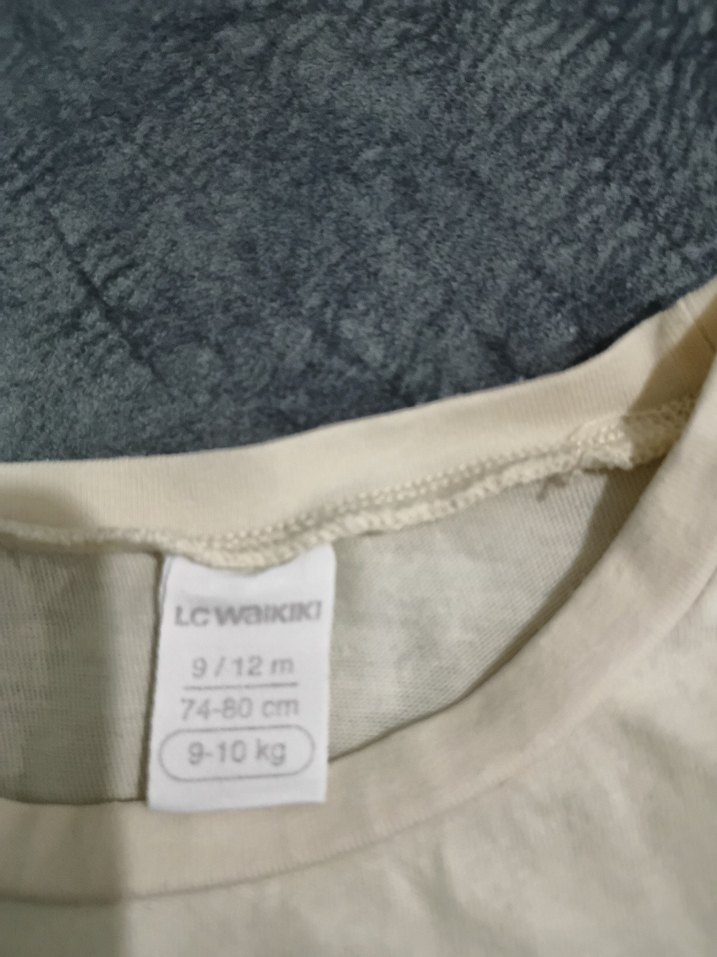 LC WAIKIKI
9 / 12 m
74-80 cm
9-10 kg